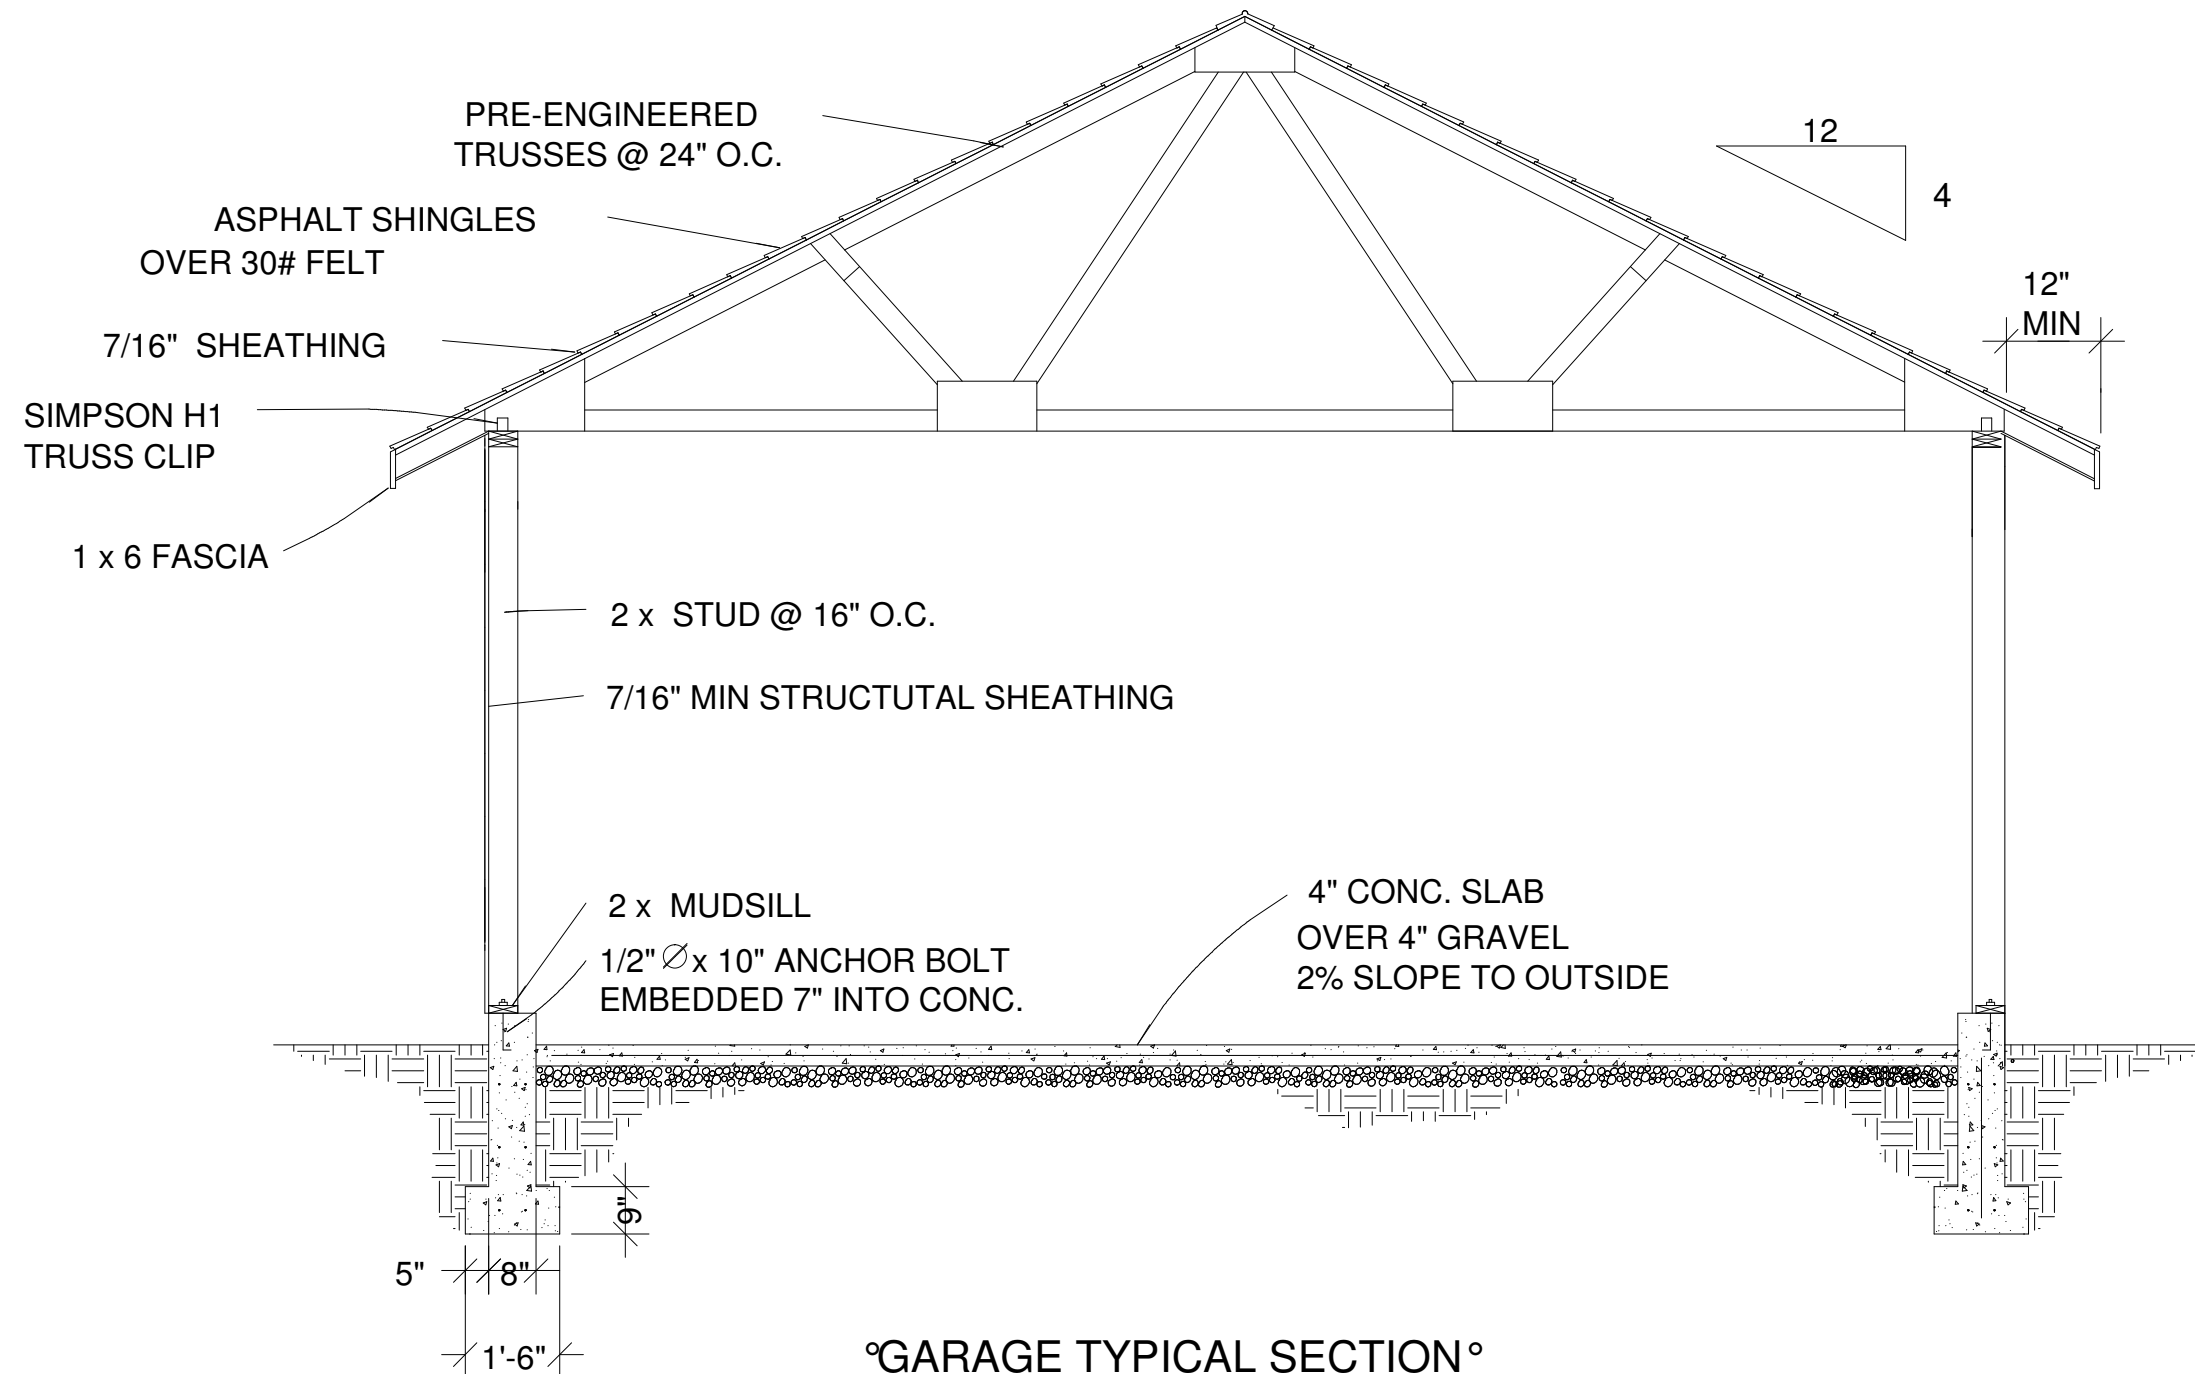 PRE-ENGINEERED
TRUSSES @ 24" O.C.
12
4
ASPHALT SHINGLES
OVER 30# FELT
12"
MIN
7/16" SHEATHING
SIMPSON H1
TRUSS CLIP
1 x 6 FASCIA
2 x STUD @ 16" O.C.
7/16" MIN STRUCTUTAL SHEATHING
2 x MUDSILL
1/2" Ø x 10" ANCHOR BOLT
EMBEDDED 7" INTO CONC.
4" CONC. SLAB
OVER 4" GRAVEL
2% SLOPE TO OUTSIDE
9"
5"
8"
1'-6"
°GARAGE TYPICAL SECTION°